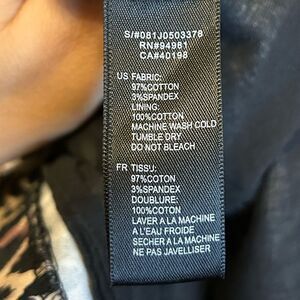 S/#081J0503376
RN#94981
CA#40198
US FABRIC:
97%COTTON
3%SPANDEX
LINING:
100%COTTON
MACHINE WASH COLD
TUMBLE DRY
DO NOT BLEACH
FR TISSU:
97%COTON
3%SPANDEX
DOUBLURE:
100%COTON
LAVER A LA MACHINE
A L'EAU FROIDE
SECHER A LA MACHINE
NE PAS JAVELLISER